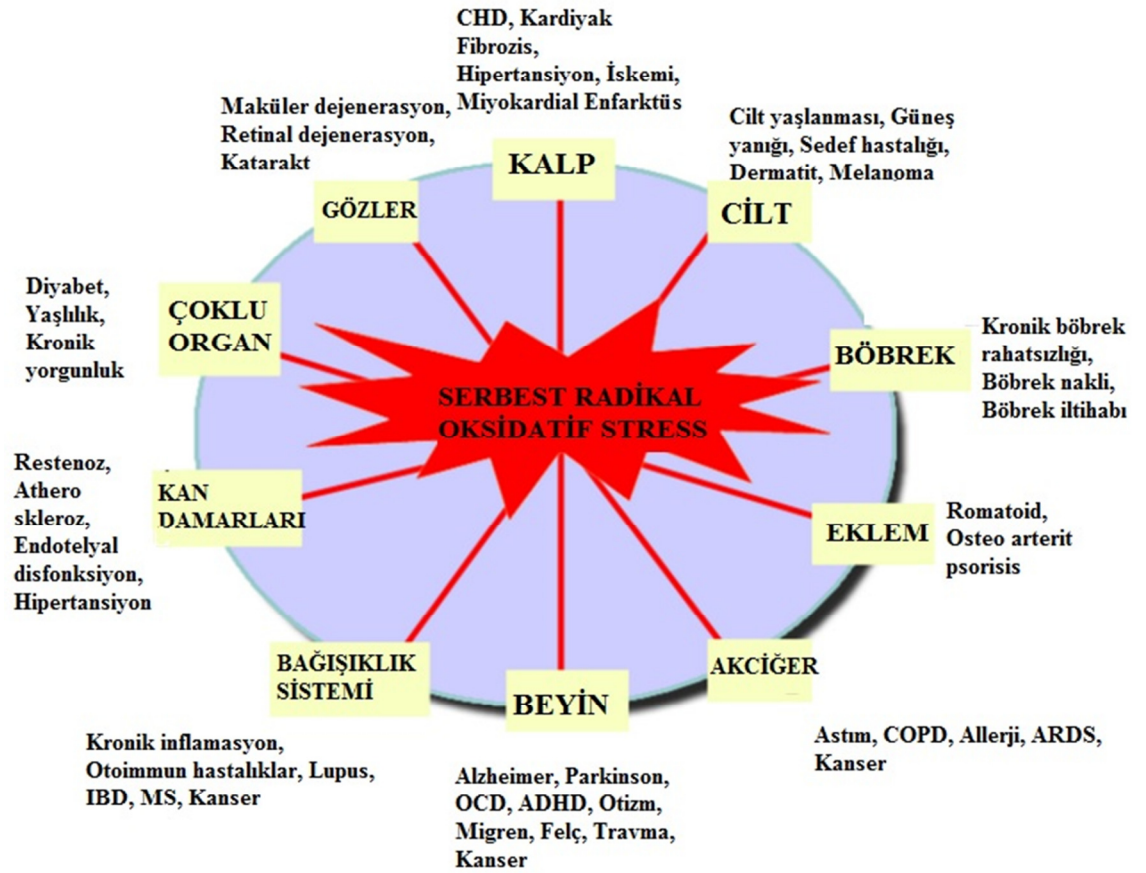 CHD, Kardiyak
Fibrozis,
Hipertansiyon, İskemi,
Miyokardial Enfarktüs
KALP
Maküler dejenerasyon,
Retinal dejenerasyon,
Katarakt
GÖZLER
Cilt yaşlanması, Güneş
yanığı, Sedef hastalığı,
Dermatit, Melanoma
CİLT
Diyabet,
Yaşlılık,
Kronik
yorgunluk
ÇOKLU
ORGAN
BÖBREK
Kronik böbrek
rahatsızlığı,
Böbrek nakli,
Böbrek iltihabı
SERBEST RADİKAL
OKSİDATİF STRESS
Restenoz,
Athero
skleroz,
Endotelyal
disfonksiyon,
Hipertansiyon
KAN
DAMARLARI
EKLEM
Romatoid,
Osteo arterit
psorisis
BAĞIŞIKLIK
SİSTEMİ
Kronik inflamasyon,
Otoimmun hastalıklar, Lupus,
IBD, MS, Kanser
BEYİN
Alzheimer, Parkinson,
OCD, ADHD, Otizm,
Migren, Felç, Travma,
Kanser
AKCİĞER
Astım, COPD, Allerji, ARDS,
Kanser